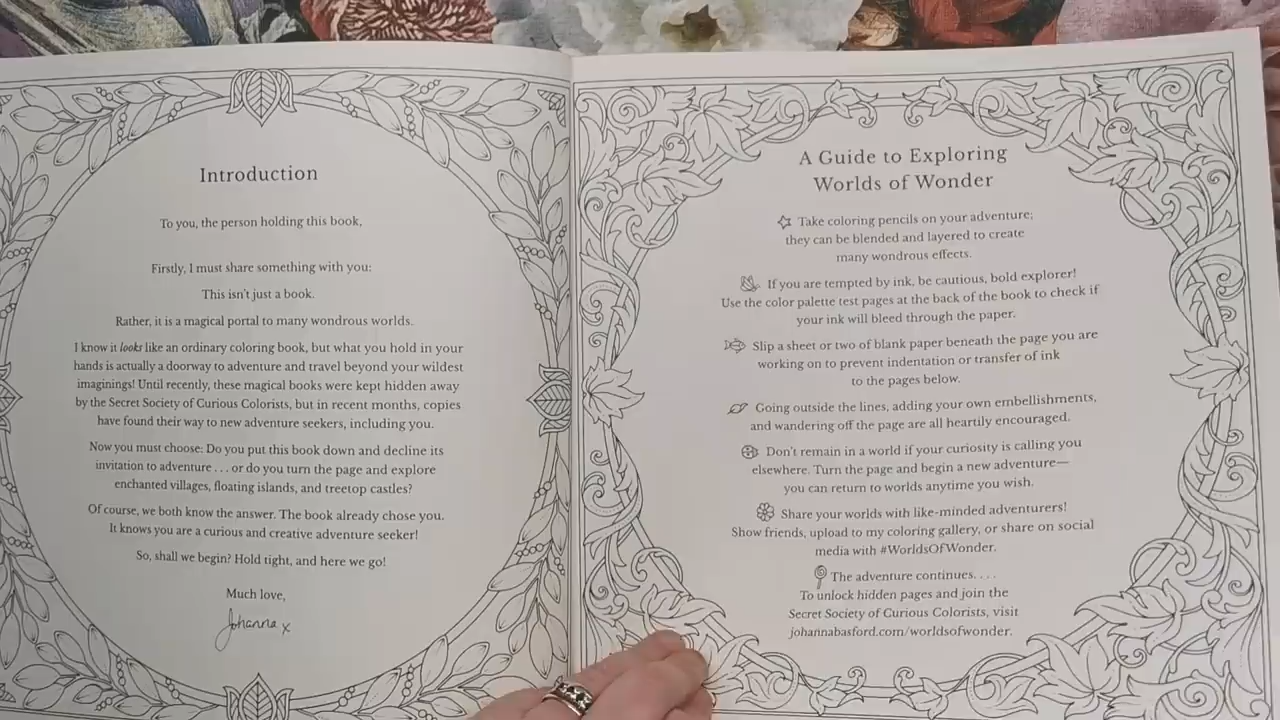 Introduction
To you, the person holding this book,
Firstly, I must share something with you:
This isn't just a book.
Rather, it is a magical portal to many wondrous worlds.
I know it looks like an ordinary coloring book, but what you hold in your
hands is actually a doorway to adventure and travel beyond your wildest
imaginings! Until recently, these magical books were kept hidden away
by the Secret Society of Curious Colorists, but in recent months, copies
have found their way to new adventure seekers, including you.
Now you must choose: Do you put this book down and decline its
invitation to adventure . . . or do you turn the page and explore
enchanted villages, floating islands, and treetop castles?
Of course, we both know the answer. The book already chose you.
It knows you are a curious and creative adventure seeker!
So, shall we begin? Hold tight, and here we go!
Much love,
Johanna x
A Guide to Exploring
Worlds of Wonder
Take coloring pencils on your adventure;
they can be blended and layered to create
many wondrous effects.
If you are tempted by ink, be cautious, bold explorer!
Use the color palette test pages at the back of the book to check if
your ink will bleed through the paper.
Slip a sheet or two of blank paper beneath the page you are
working on to prevent indentation or transfer of ink
to the pages below.
Going outside the lines, adding your own embellishments,
and wandering off the page are all heartily encouraged.
Don't remain in a world if your curiosity is calling you
elsewhere. Turn the page and begin a new adventure—
you can return to worlds anytime you wish.
Share your worlds with like-minded adventurers!
Show friends, upload to my coloring gallery, or share on social
media with #WorldsOfWonder.
The adventure continues. . . .
To unlock hidden pages and join the
Secret Society of Curious Colorists, visit
johannabasford.com/worldsofwonder.